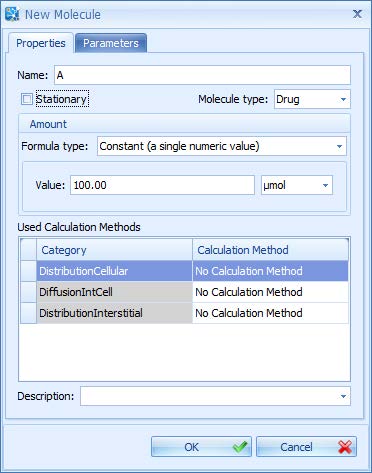 New Molecule
Properties Parameters
Name: A
Stationary Molecule type: Drug
Amount
Formula type: Constant (a single numeric value)
Value: 100.00 µmol
Used Calculation Methods
Category Calculation Method
DistributionCellular No Calculation Method
DiffusionIntCell No Calculation Method
DistributionInterstitial No Calculation Method
Description:
OK Cancel